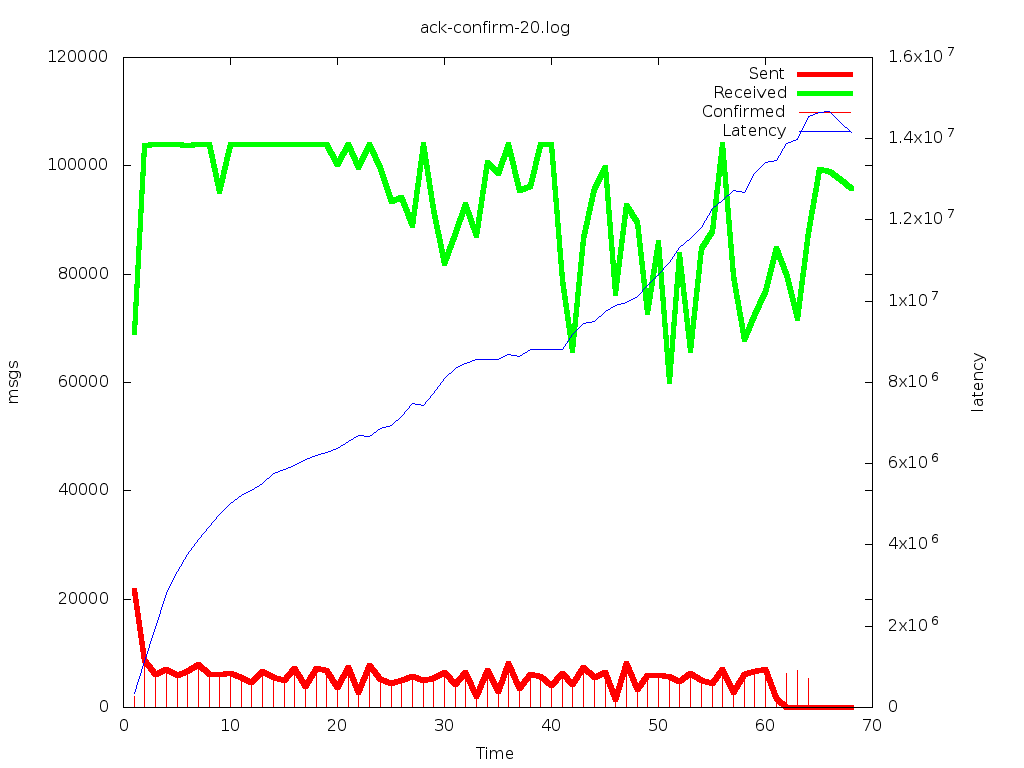 ack-confirm-20.log
120000
100000
80000
60000
40000
20000
0
msgs
Sent
Received
Confirmed
Latency
1.6x10^7
1.4x10^7
1.2x10^7
1x10^7
8x10^6
6x10^6
4x10^6
2x10^6
0
latency
0 10 20 30 40 50 60 70
Time